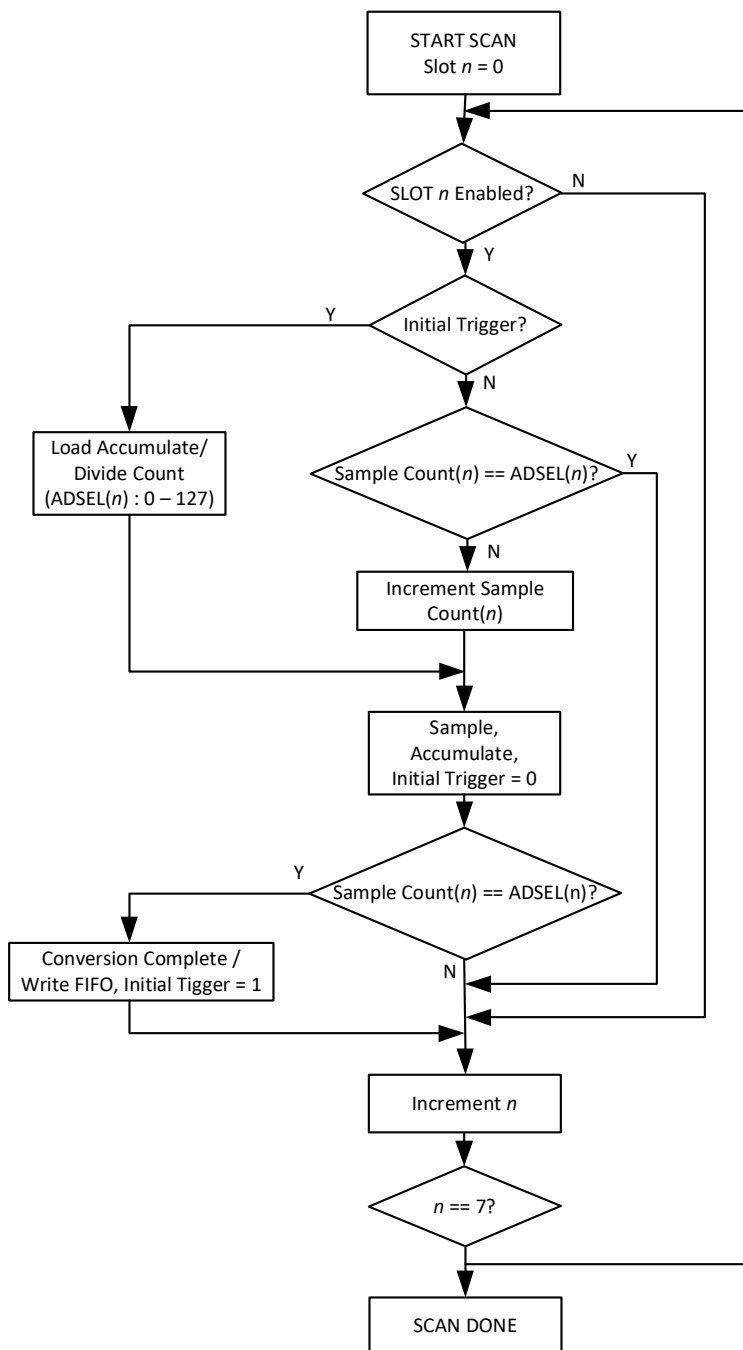 START SCAN
Slot n = 0
SLOT n Enabled?
N
Y
Initial Trigger?
Y
N
Load Accumulate/
Divide Count
(ADSEL(n) : 0 – 127)
Sample Count(n) == ADSEL(n)?
Y
N
Increment Sample
Count(n)
Sample,
Accumulate,
Initial Trigger = 0
Sample Count(n) == ADSEL(n)?
Y
N
Conversion Complete /
Write FIFO, Initial Tigger = 1
Increment n
n == 7?
SCAN DONE